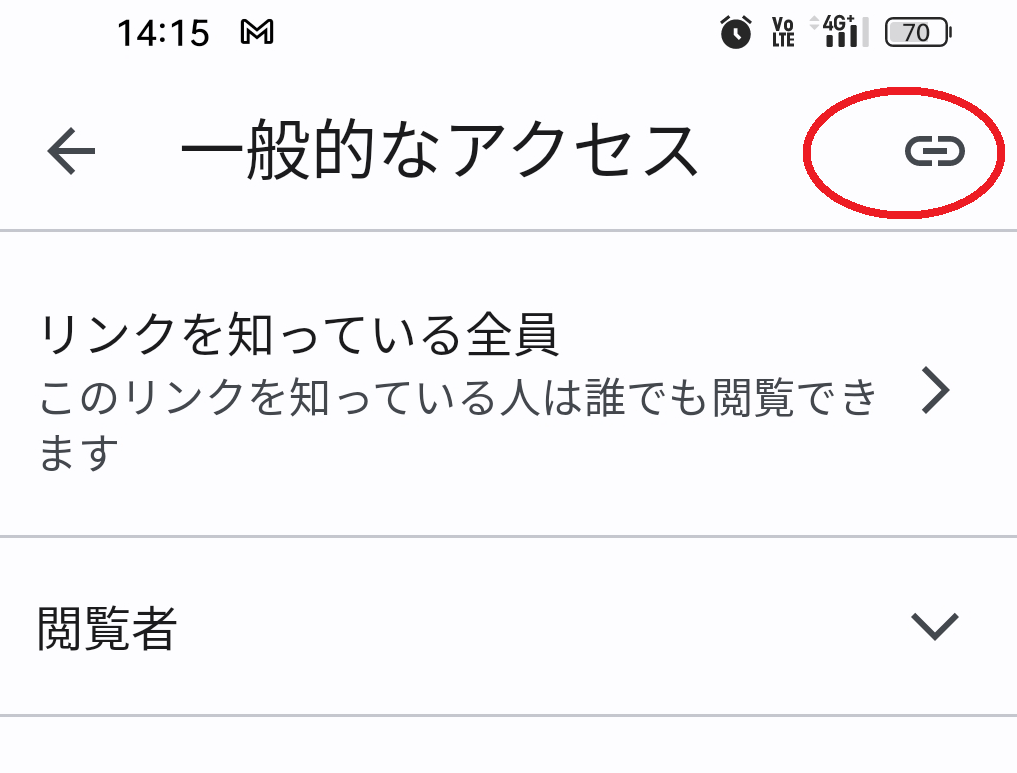 14:15 Vo LTE 4G+ 70
一般的なアクセス
リンクを知っている全員
このリンクを知っている人は誰でも閲覧でき
ます
閲覧者